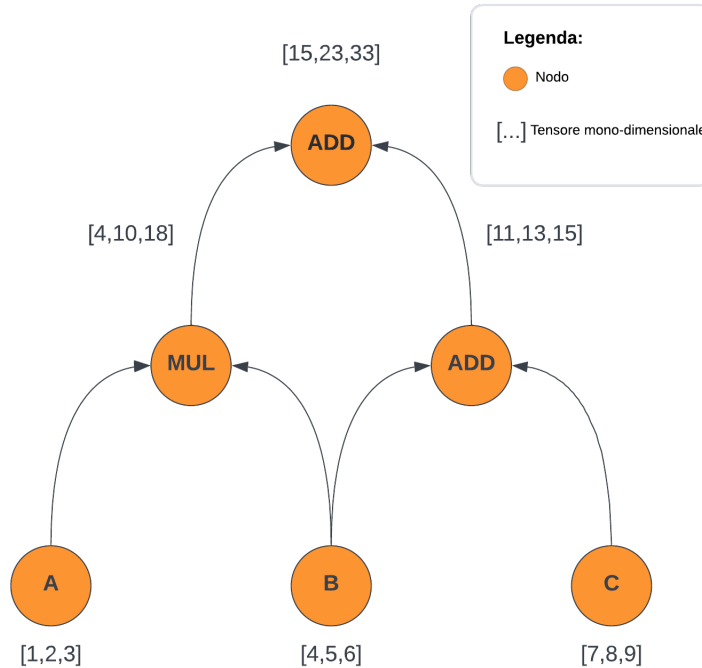 [15,23,33]
Legenda:
Nodo
[...] Tensore mono-dimensionale
ADD
[4,10,18]
[11,13,15]
MUL
ADD
A
B
C
[1,2,3]
[4,5,6]
[7,8,9]